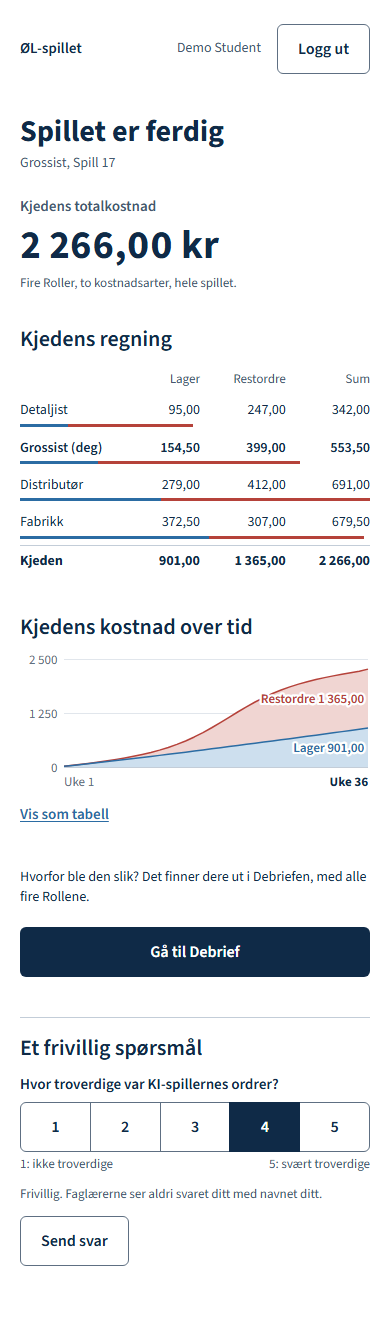 ØL-spillet Demo Student Logg ut
Spillet er ferdig
Grossist, Spill 17
Kjedens totalkostnad
2 266,00 kr
Fire Roller, to kostnadsarter, hele spillet.
Kjedens regning
Lager Restordre Sum
Detaljist 95,00 247,00 342,00
Grossist (deg) 154,50 399,00 553,50
Distributør 279,00 412,00 691,00
Fabrikk 372,50 307,00 679,50
Kjeden 901,00 1 365,00 2 266,00
Kjedens kostnad over tid
2 500
Restordre 1 365,00
1 250
Lager 901,00
0
Uke 1 Uke 36
Vis som tabell
Hvorfor ble den slik? Det finner dere ut i Debriefen, med alle
fire Rollene.
Gå til Debrief
Et frivillig spørsmål
Hvor troverdige var KI-spillernes ordrer?
1 2 3 4 5
1: ikke troverdige 5: svært troverdige
Frivillig. Faglærerne ser aldri svaret ditt med navnet ditt.
Send svar